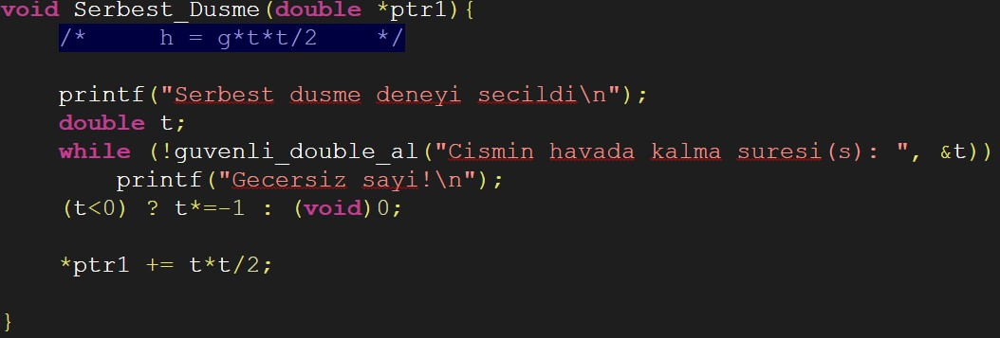 void Serbest_Dusme(double *ptr1){
/*     h = g*t*t/2     */
printf("Serbest dusme deneyi secildi\n");
double t;
while (!guvenli_double_al("Cismin havada kalma suresi(s): ", &t))
printf("Gecersiz sayi!\n");
(t<0) ? t*=-1 : (void)0;
*ptr1 += t*t/2;
}